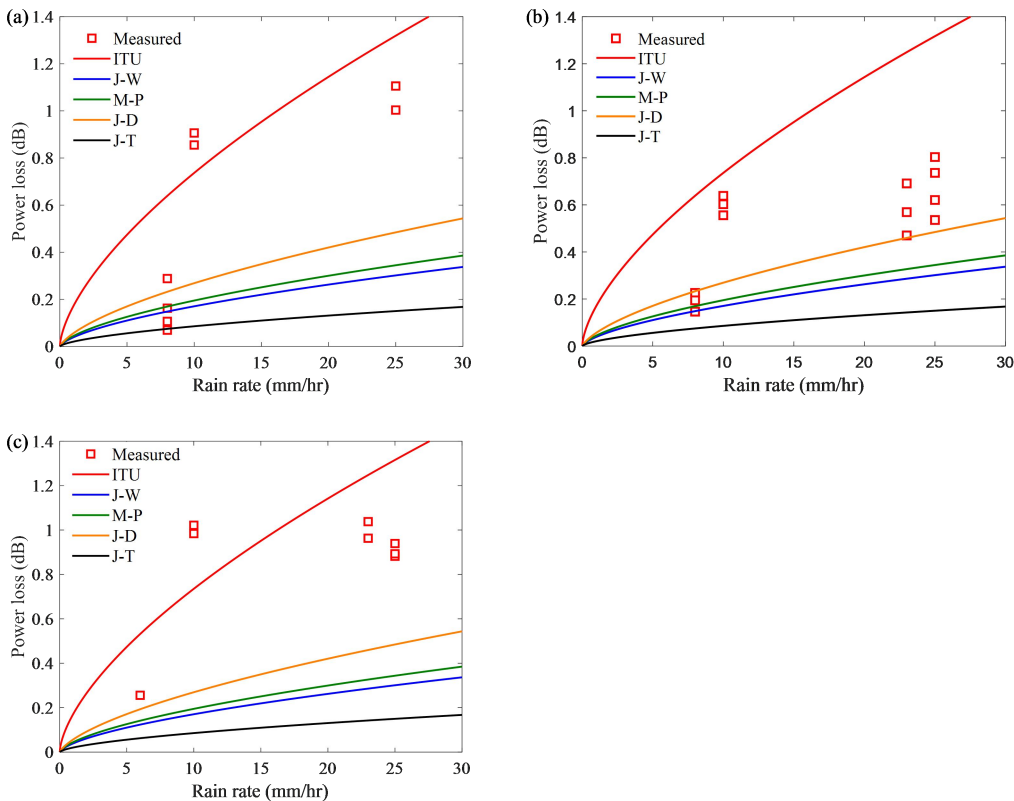 (a)
1.4
1.2
1
0.8
0.6
0.4
0.2
0
Power loss (dB)
Measured
ITU
J-W
M-P
J-D
J-T
0 5 10 15 20 25 30
Rain rate (mm/hr)
(b)
1.4
1.2
1
0.8
0.6
0.4
0.2
0
Power loss (dB)
Measured
ITU
J-W
M-P
J-D
J-T
0 5 10 15 20 25 30
Rain rate (mm/hr)
(c)
1.4
1.2
1
0.8
0.6
0.4
0.2
0
Power loss (dB)
Measured
ITU
J-W
M-P
J-D
J-T
0 5 10 15 20 25 30
Rain rate (mm/hr)